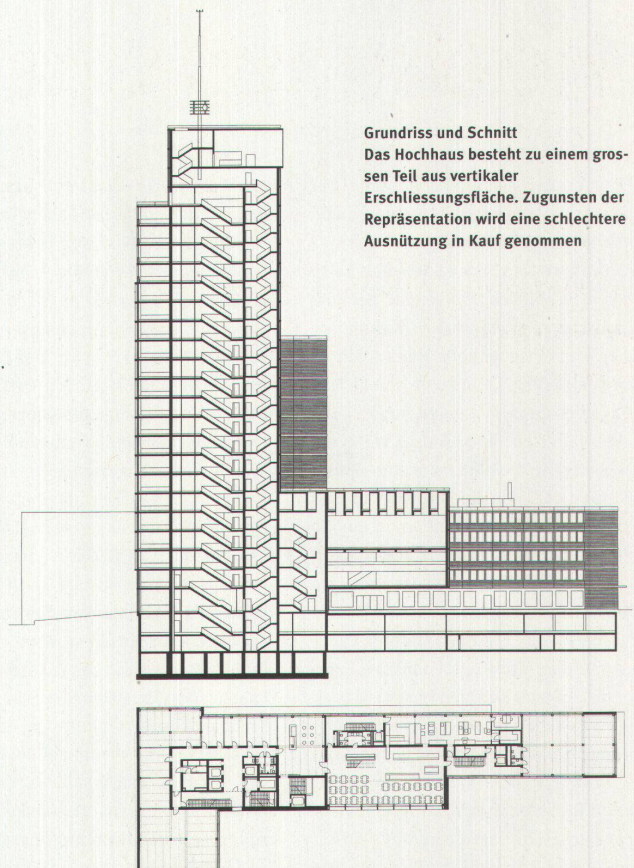 Grundriss und Schnitt
Das Hochhaus besteht zu einem gros-
sen Teil aus vertikaler
Erschliessungsfläche. Zugunsten der
Repräsentation wird eine schlechtere
Ausnützung in Kauf genommen